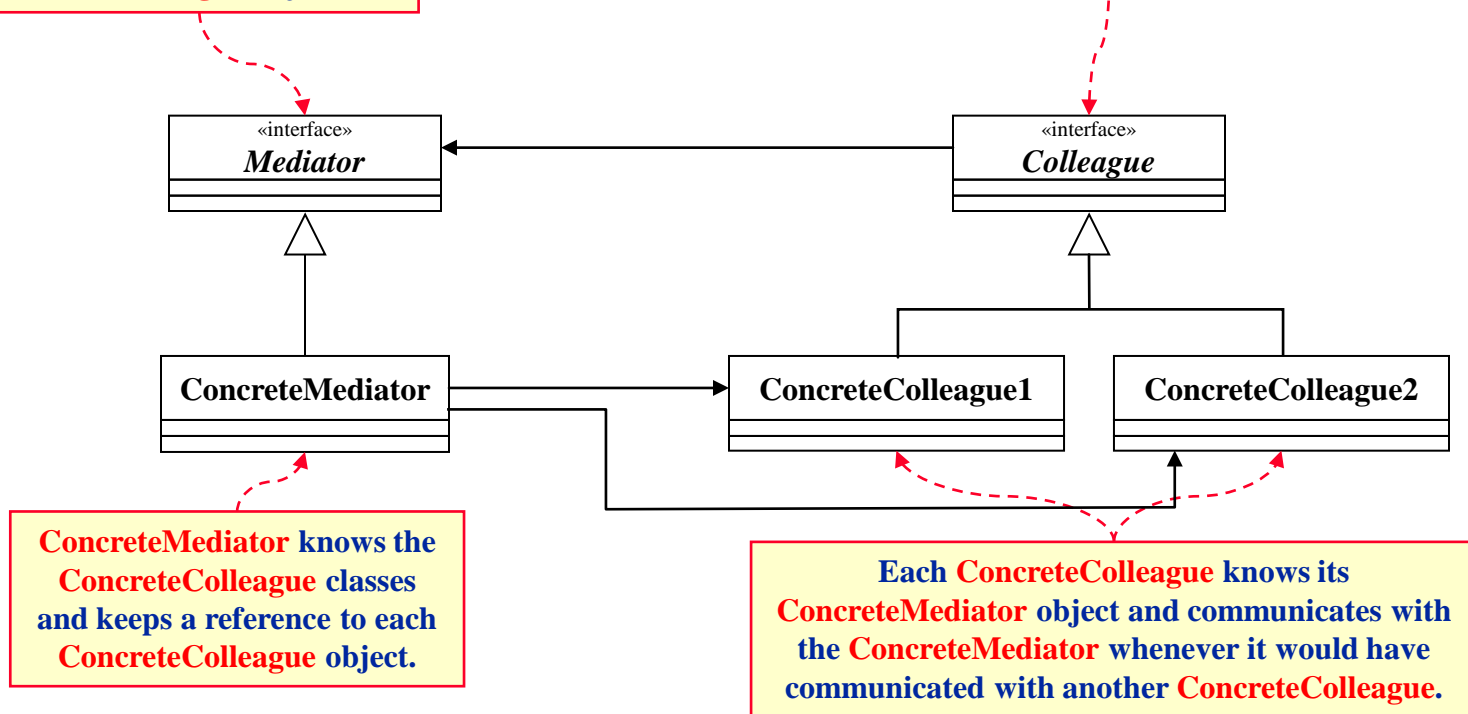 «interface»
Mediator
«interface»
Colleague
ConcreteMediator
ConcreteColleague1
ConcreteColleague2
ConcreteMediator knows the
ConcreteColleague classes
and keeps a reference to each
ConcreteColleague object.
Each ConcreteColleague knows its
ConcreteMediator object and communicates with
the ConcreteMediator whenever it would have
communicated with another ConcreteColleague.